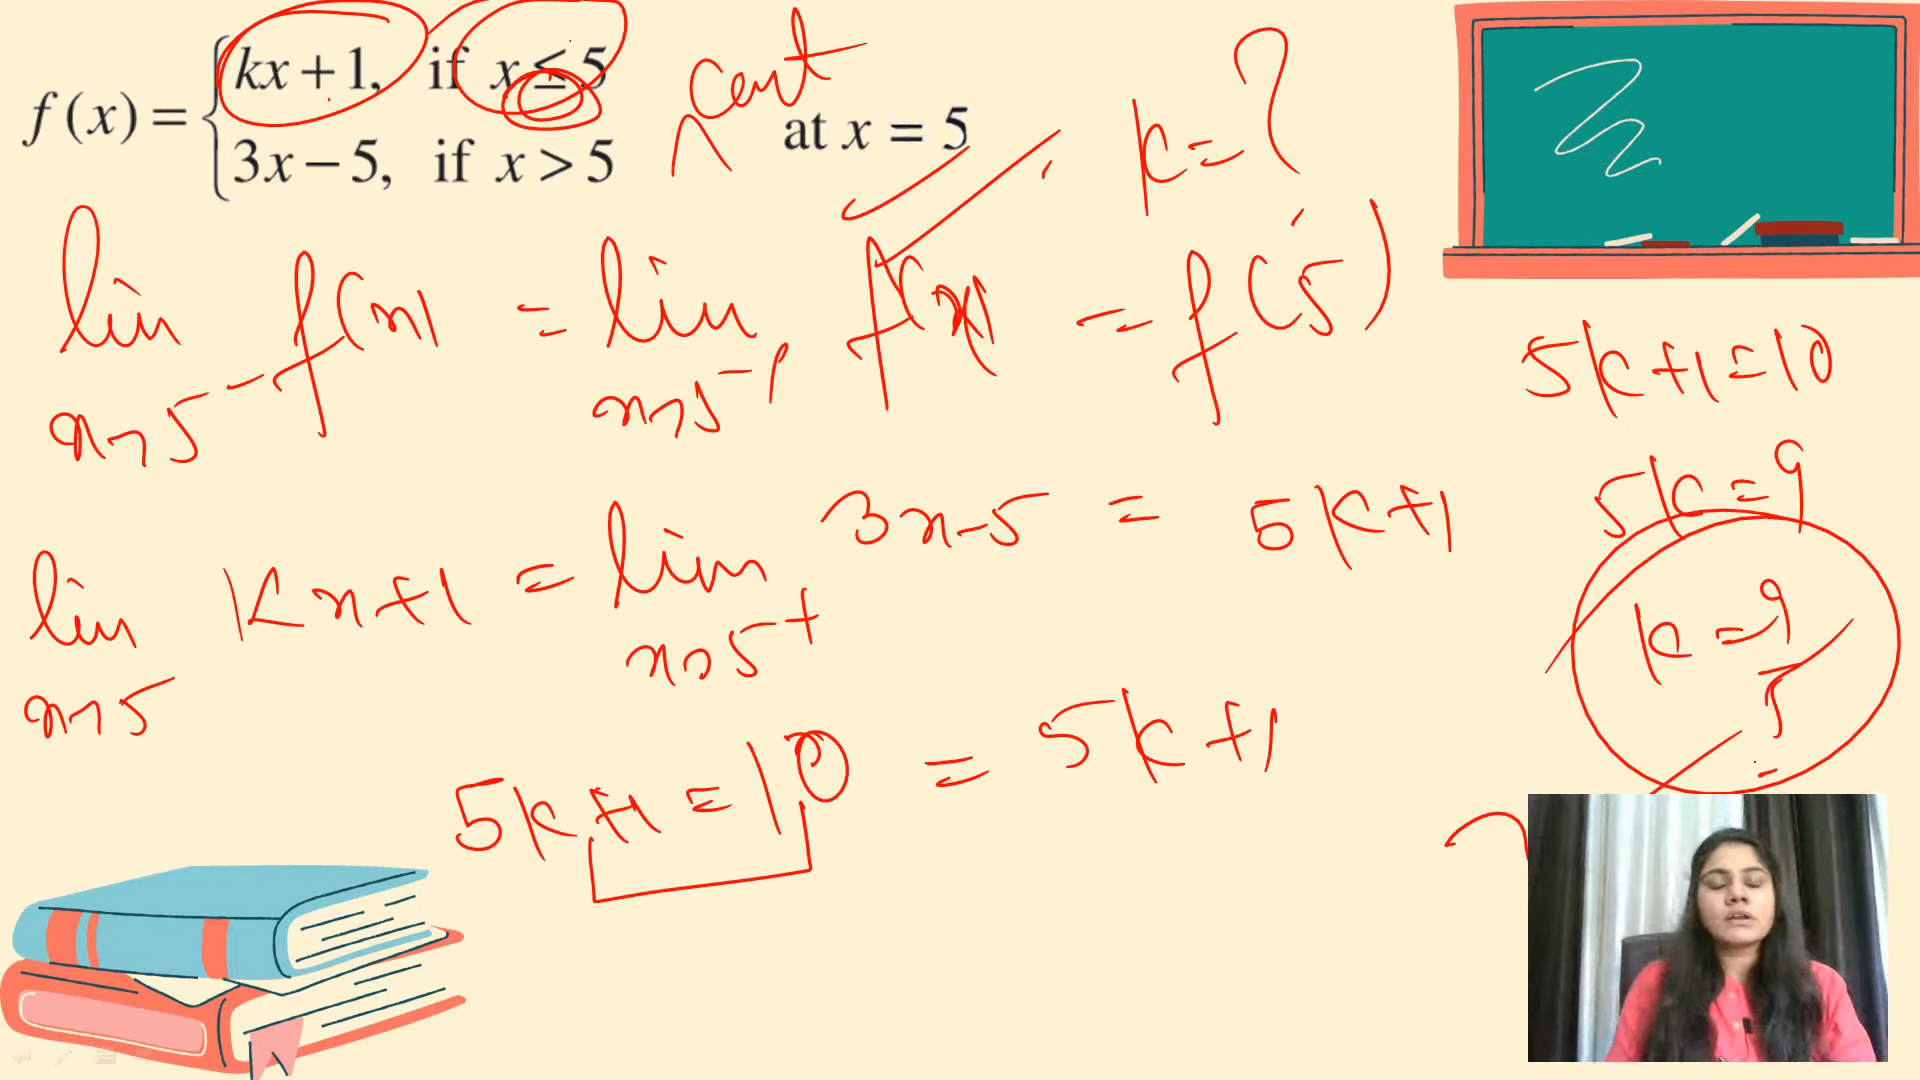 f(x) = { kx + 1, if x ≤ 5
3x − 5, if x > 5
cont at x = 5
k = ?
lim x→5⁻ f(x) = lim x→5⁺ f(x) = f(5)
lim x→5 kx+1 = lim x→5⁺ 3x-5 = 5k+1
5k+1 = 10 = 5k+1
5k+1=10
5k=9
k=9/5